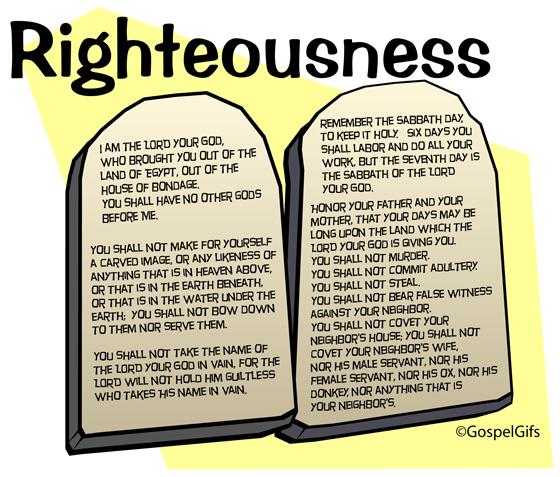 Righteousness
I AM THE LORD YOUR GOD,
WHO BROUGHT YOU OUT OF THE
LAND OF EGYPT, OUT OF THE
HOUSE OF BONDAGE.
YOU SHALL HAVE NO OTHER GODS
BEFORE ME.
YOU SHALL NOT MAKE FOR YOURSELF
A CARVED IMAGE, OR ANY LIKENESS OF
ANYTHING THAT IS IN HEAVEN ABOVE,
OR THAT IS IN THE EARTH BENEATH,
OR THAT IS IN THE WATER UNDER THE
EARTH; YOU SHALL NOT BOW DOWN
TO THEM NOR SERVE THEM.
YOU SHALL NOT TAKE THE NAME OF
THE LORD YOUR GOD IN VAIN, FOR THE
LORD WILL NOT HOLD HIM GUILTLESS
WHO TAKES HIS NAME IN VAIN.
REMEMBER THE SABBATH DAY,
TO KEEP IT HOLY. SIX DAYS YOU
SHALL LABOR AND DO ALL YOUR
WORK, BUT THE SEVENTH DAY IS
THE SABBATH OF THE LORD
YOUR GOD.
HONOR YOUR FATHER AND YOUR
MOTHER, THAT YOUR DAYS MAY BE
LONG UPON THE LAND WHICH THE
LORD YOUR GOD IS GIVING YOU.
YOU SHALL NOT MURDER.
YOU SHALL NOT COMMIT ADULTERY.
YOU SHALL NOT STEAL.
YOU SHALL NOT BEAR FALSE WITNESS
AGAINST YOUR NEIGHBOR.
YOU SHALL NOT COVET YOUR
NEIGHBOR'S HOUSE; YOU SHALL NOT
COVET YOUR NEIGHBOR'S WIFE,
NOR HIS MALE SERVANT, NOR HIS
FEMALE SERVANT, NOR HIS OX, NOR HIS
DONKEY, NOR ANYTHING THAT IS
YOUR NEIGHBOR'S.
©GospelGifs